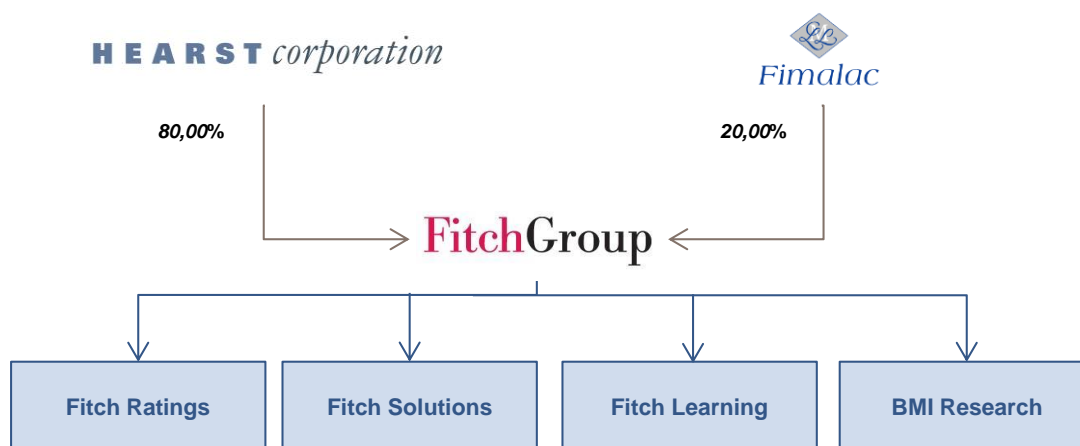 HEARST corporation
Fimalac
80,00%
20,00%
FitchGroup
Fitch Ratings
Fitch Solutions
Fitch Learning
BMI Research